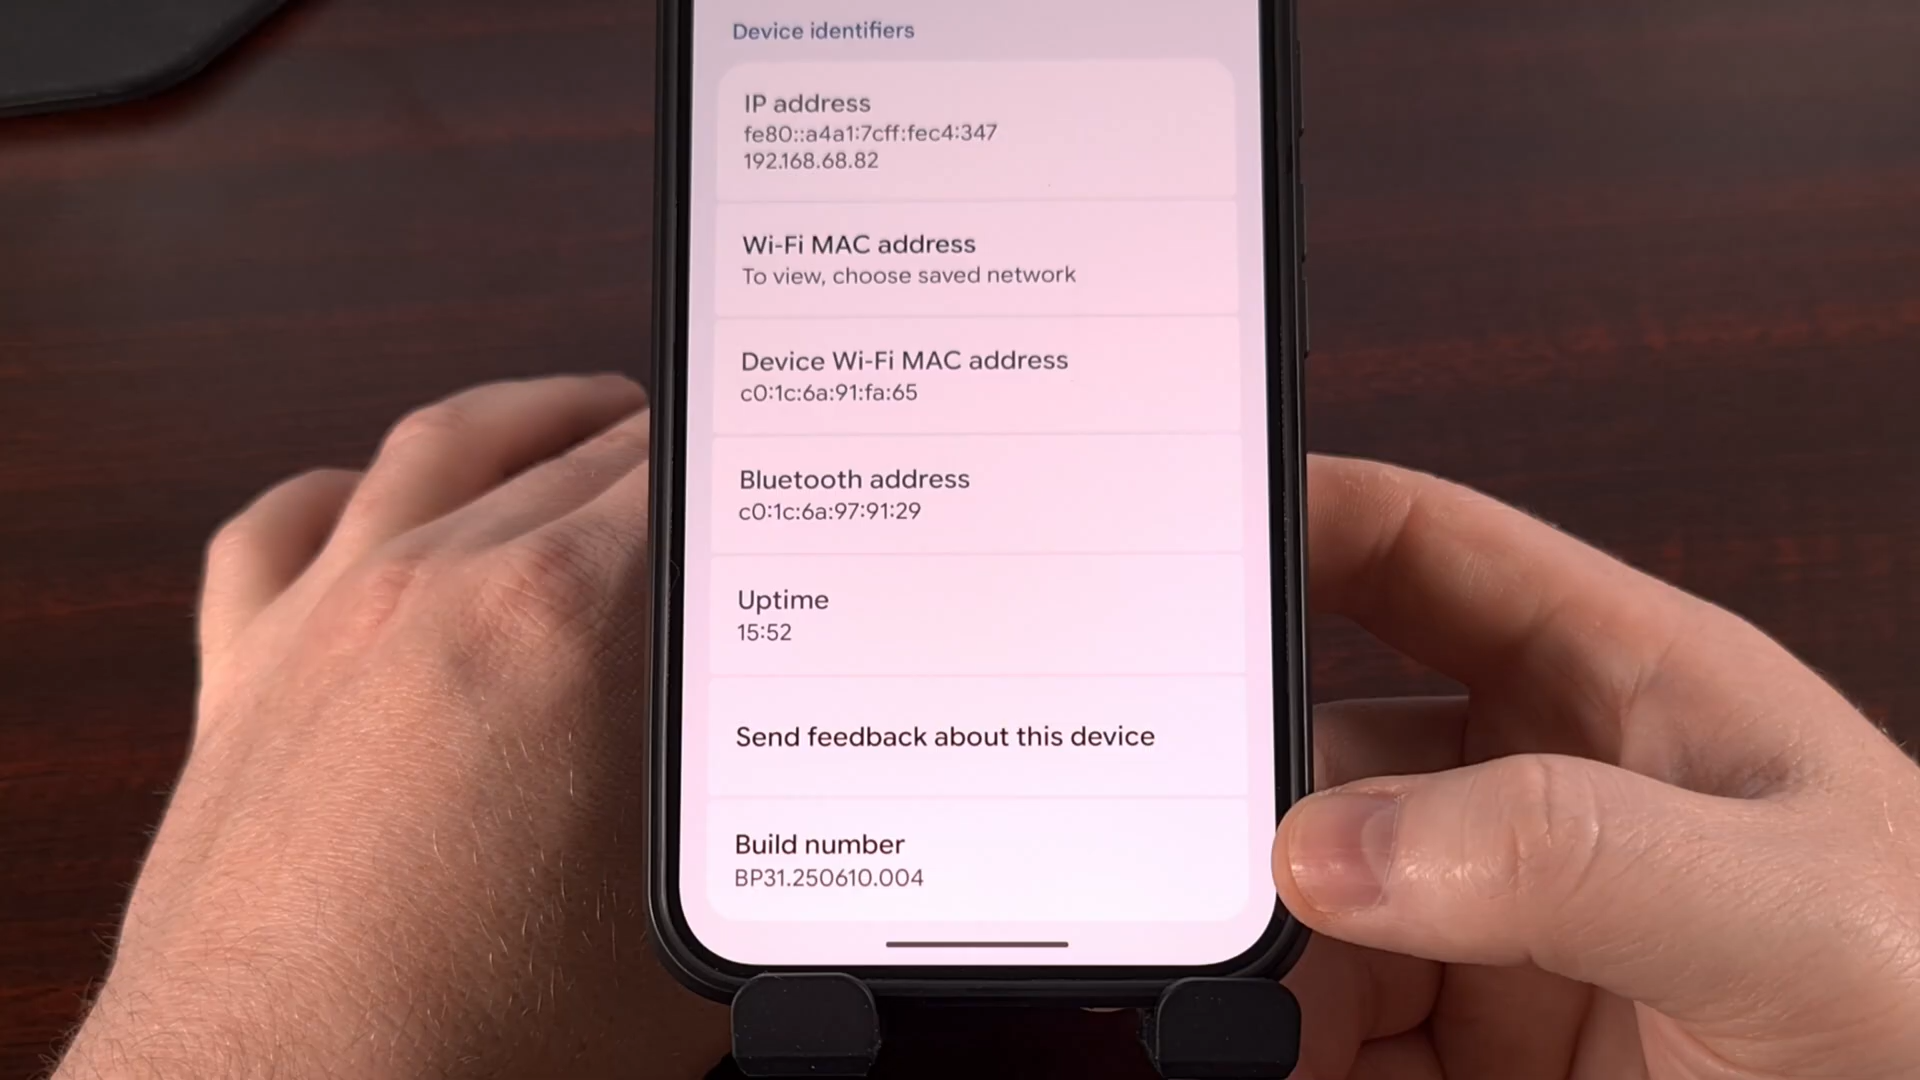 Device identifiers
IP address
fe80::a4a1:7cff:fec4:347
192.168.68.82
Wi-Fi MAC address
To view, choose saved network
Device Wi-Fi MAC address
c0:1c:6a:91:fa:65
Bluetooth address
c0:1c:6a:97:91:29
Uptime
15:52
Send feedback about this device
Build number
BP31.250610.004